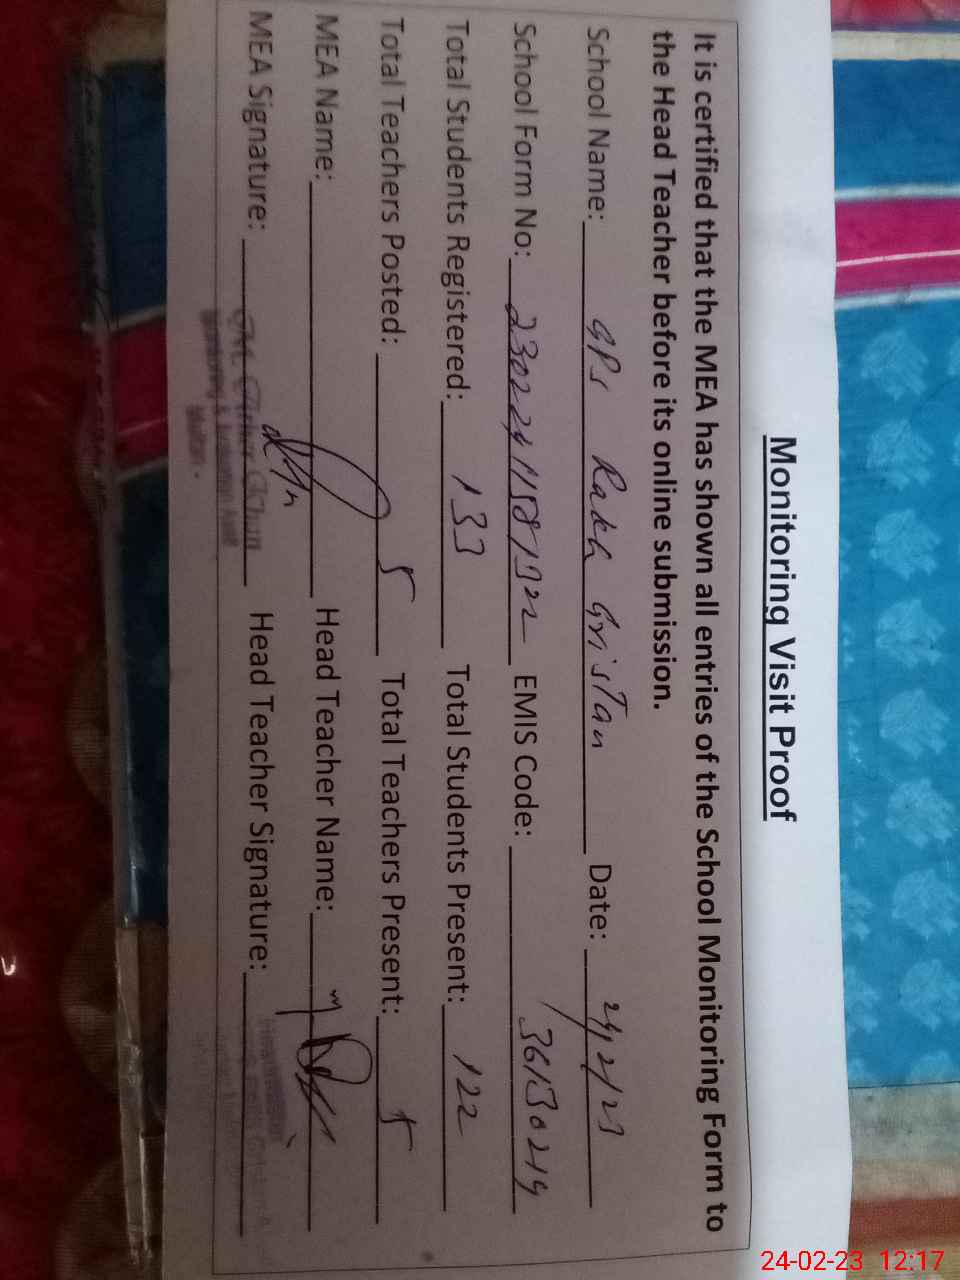 Monitoring Visit Proof
It is certified that the MEA has shown all entries of the School Monitoring Form to
the Head Teacher before its online submission.
School Name: GPS Rakh Gristan Date: 24/2/23
School Form No: EMIS Code: 36130214
Total Students Registered: 133 Total Students Present: 122
Total Teachers Posted: 5 Total Teachers Present: 5
MEA Name: Head Teacher Name:
MEA Signature: Head Teacher Signature:
Monitoring & Evaluation
24-02-23 12:17